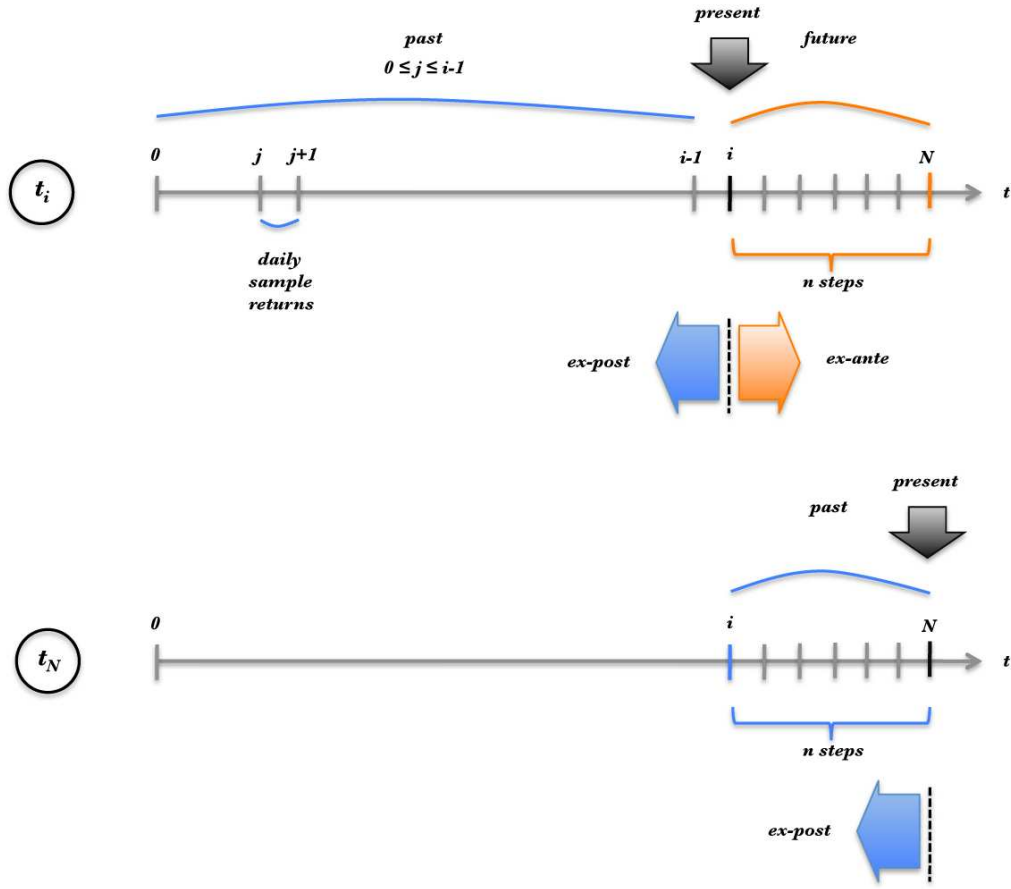 present
past
future
0 ≤ j ≤ i-1
0
j
j+1
i-1
i
N
t_i
t
daily
sample
returns
n steps
ex-post
ex-ante
present
past
0
i
N
t_N
t
n steps
ex-post